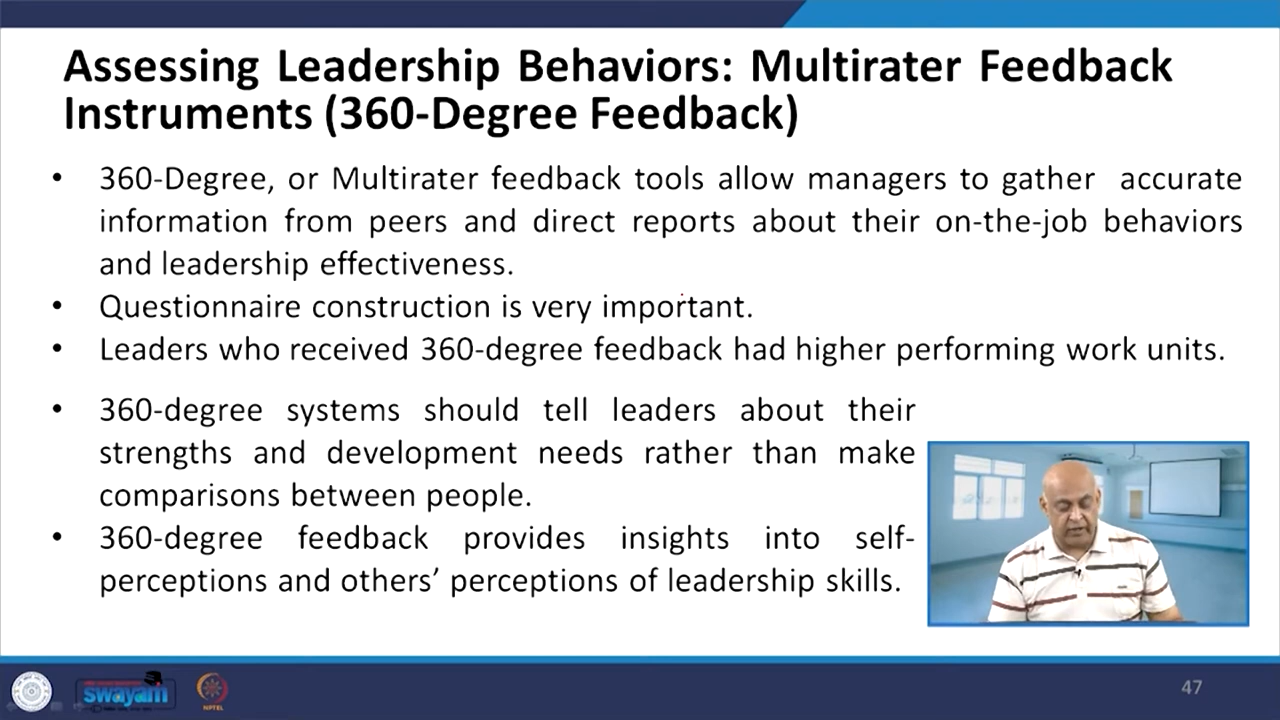 Assessing Leadership Behaviors: Multirater Feedback
Instruments (360-Degree Feedback)
• 360-Degree, or Multirater feedback tools allow managers to gather accurate
information from peers and direct reports about their on-the-job behaviors
and leadership effectiveness.
• Questionnaire construction is very important.
• Leaders who received 360-degree feedback had higher performing work units.
• 360-degree systems should tell leaders about their
strengths and development needs rather than make
comparisons between people.
• 360-degree feedback provides insights into self-
perceptions and others’ perceptions of leadership skills.
swayam
NPTEL
47